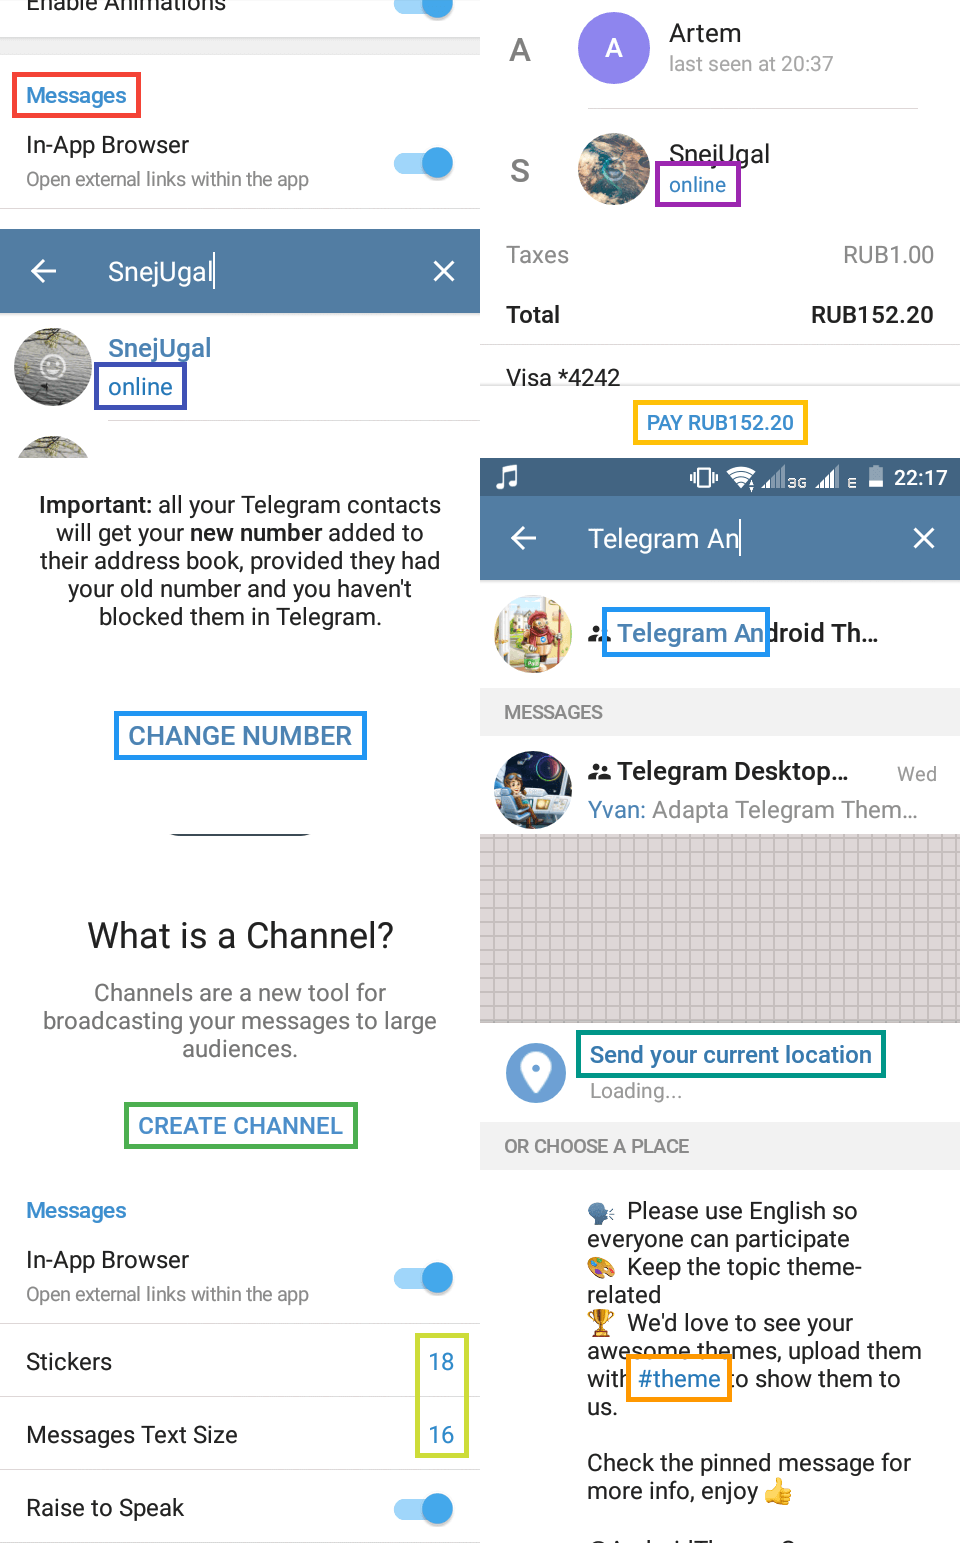 Enable Animations
Messages
In-App Browser
Open external links within the app
SnejUgal
SnejUgal
online
Important: all your Telegram contacts
will get your new number added to
their address book, provided they had
your old number and you haven't
blocked them in Telegram.
CHANGE NUMBER
What is a Channel?
Channels are a new tool for
broadcasting your messages to large
audiences.
CREATE CHANNEL
Messages
In-App Browser
Open external links within the app
Stickers 18
Messages Text Size 16
Raise to Speak
A
A
Artem
last seen at 20:37
S
SnejUgal
online
Taxes RUB1.00
Total RUB152.20
Visa *4242
PAY RUB152.20
3G E 22:17
Telegram An
Telegram Android Th...
MESSAGES
Telegram Desktop... Wed
Yvan: Adapta Telegram Them...
Send your current location
Loading...
OR CHOOSE A PLACE
Please use English so
everyone can participate
Keep the topic theme-
related
We'd love to see your
awesome themes, upload them
with #theme to show them to
us.
Check the pinned message for
more info, enjoy